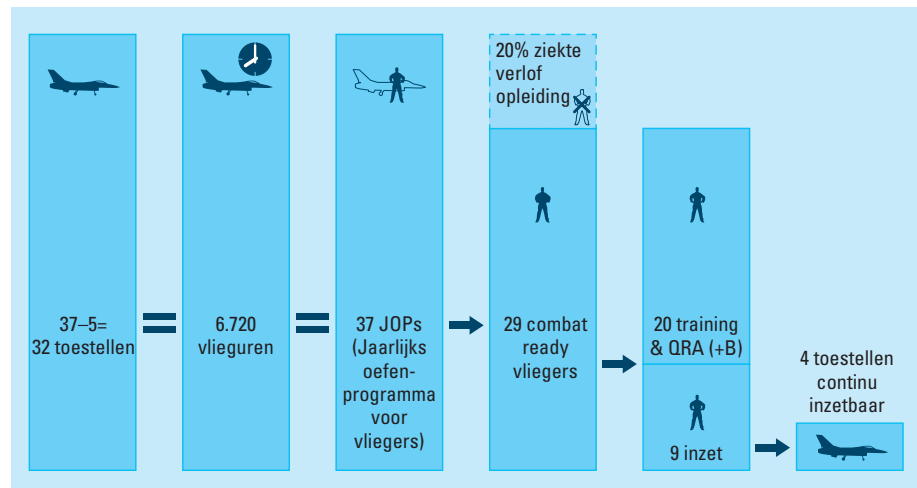 37–5=
32 toestellen
6.720
vlieguren
37 JOPs
(Jaarlijks
oefen-
programma
voor
vliegers)
20% ziekte
verlof
opleiding
29 combat
ready
vliegers
20 training
& QRA (+B)
9 inzet
4 toestellen
continu
inzetbaar